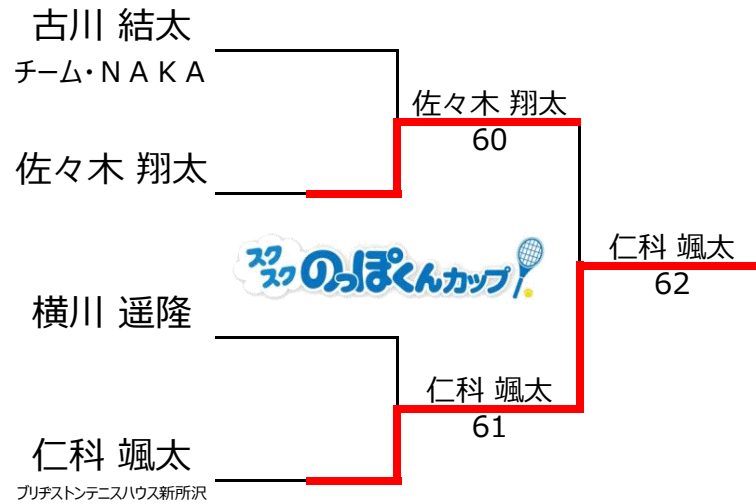 古川 結太
チーム・ＮＡＫＡ
佐々木 翔太
60
佐々木 翔太
スクスク のっぽくんカップ
仁科 颯太
62
横川 遥隆
仁科 颯太
61
仁科 颯太
ブリヂストンテニスハウス新所沢